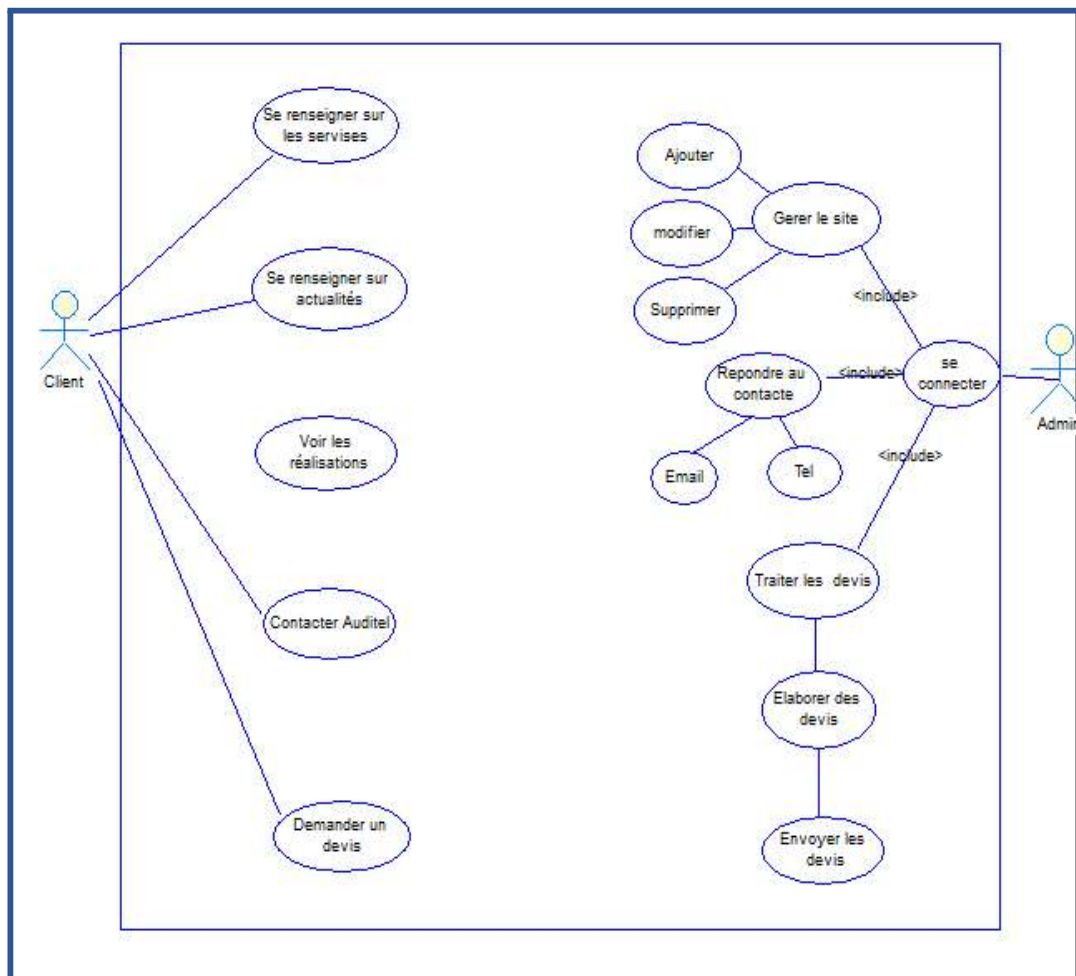 Se renseigner sur
les servises
Se renseigner sur
actualités
Client
Voir les
réalisations
Contacter Auditel
Demander un
devis
Ajouter
Gerer le site
modifier
Supprimer
<include>
se
connecter
Repondre au
contacte
<include>
Admin
Email
Tel
<include>
Traiter les devis
Elaborer des
devis
Envoyer les
devis